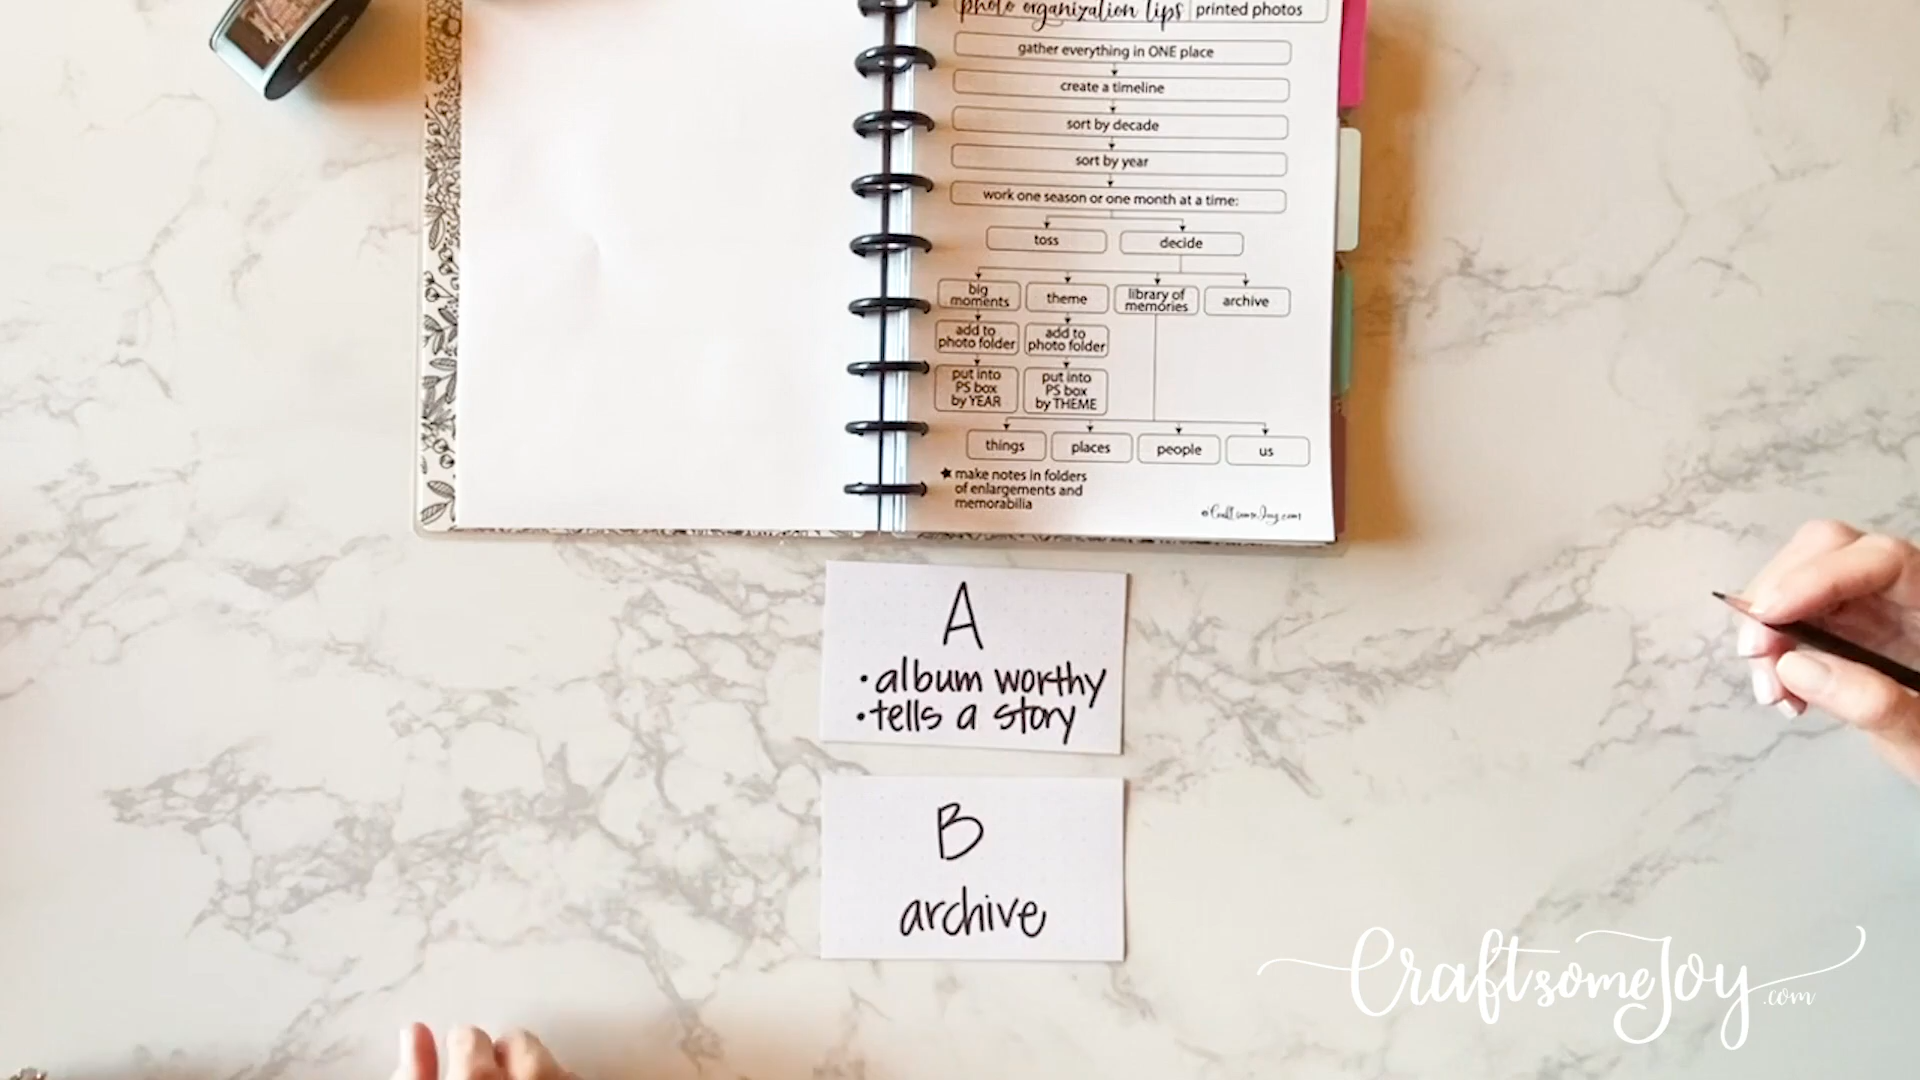 photo organization tips
printed photos
gather everything in ONE place
create a timeline
sort by decade
sort by year
work one season or one month at a time:
toss
decide
big
moments
theme
library of
memories
archive
add to
photo folder
add to
photo folder
put into
PS box
by YEAR
put into
PS box
by THEME
things
places
people
us
★ make notes in folders
of enlargements and
memorabilia
©CraftsomeJoy.com
A
• album worthy
• tells a story
B
archive
CraftsomeJoy.com